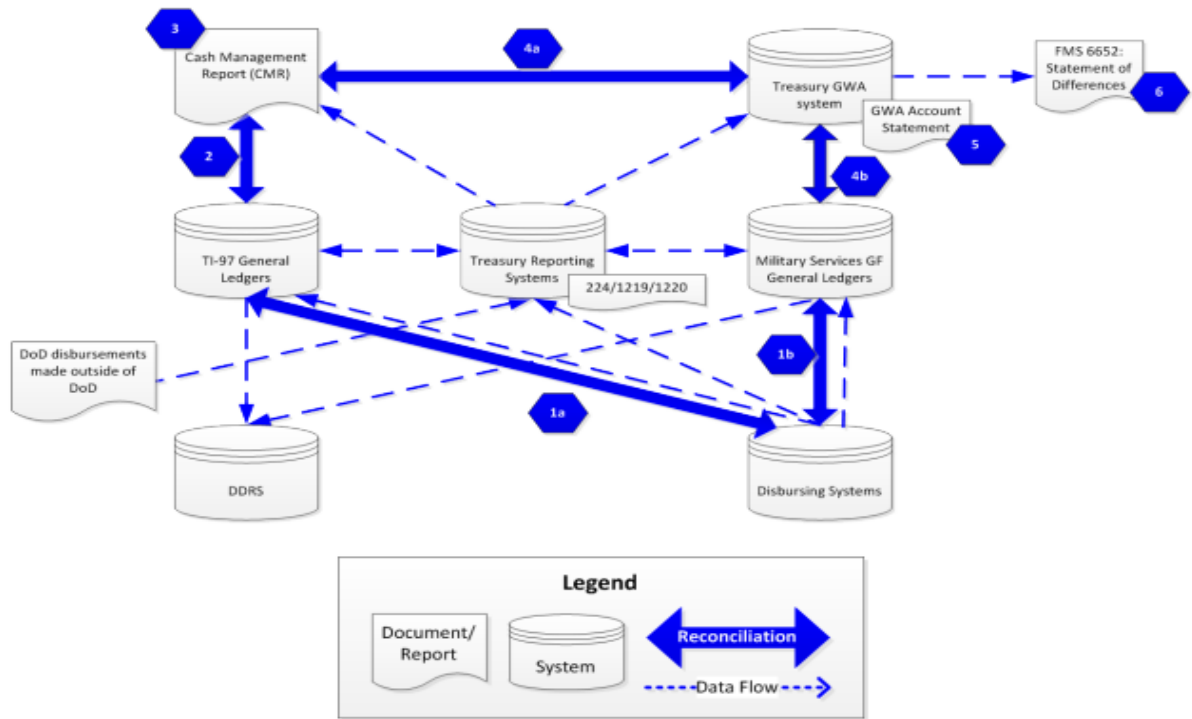 3
Cash Management
Report (CMR)
4a
Treasury GWA
system
FMS 6652:
Statement of
Differences
6
GWA Account
Statement
5
2
4b
TI-97 General
Ledgers
Treasury Reporting
Systems
224/1219/1220
Military Services GF
General Ledgers
DoD disbursements
made outside of
DoD
1b
1a
DDRS
Disbursing Systems
Legend
Document/
Report
System
Reconciliation
Data Flow